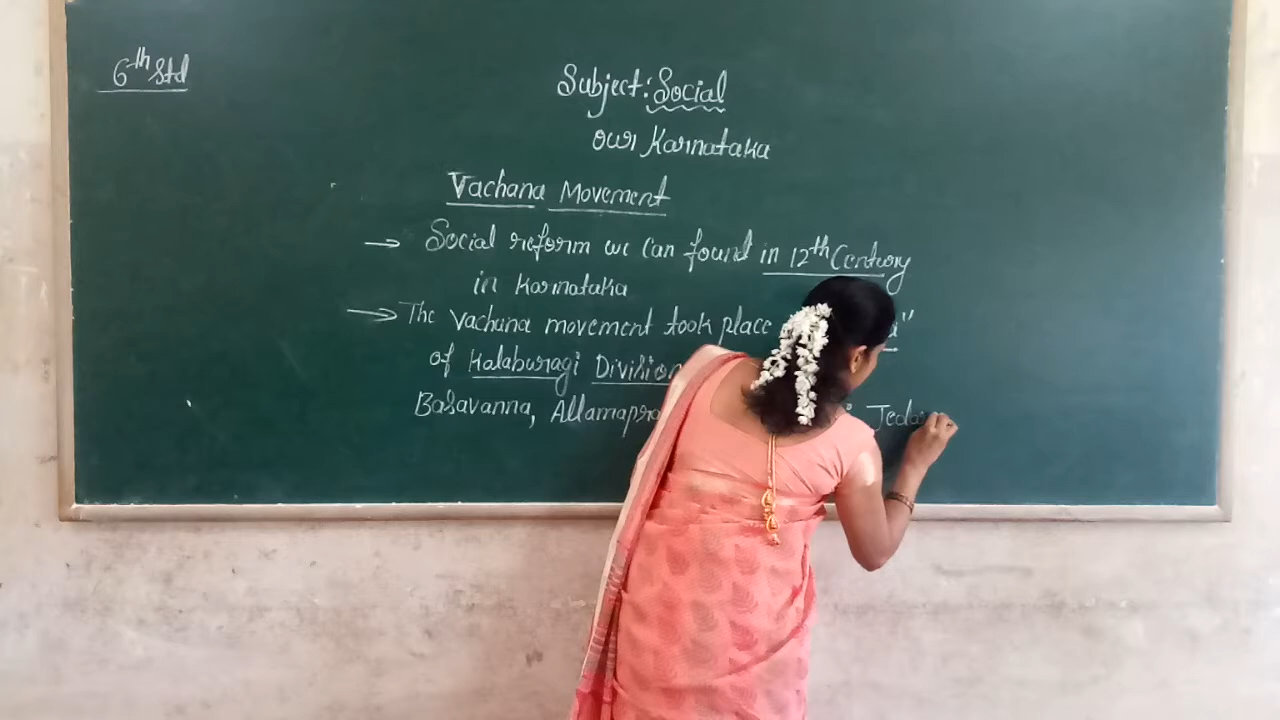 6th Std
Subject: Social
our Karnataka
Vachana Movement
→ Social reform we can found in 12th Century
in Karnataka
→ The Vachana movement took place
of Kalaburagi Division
Basavanna,